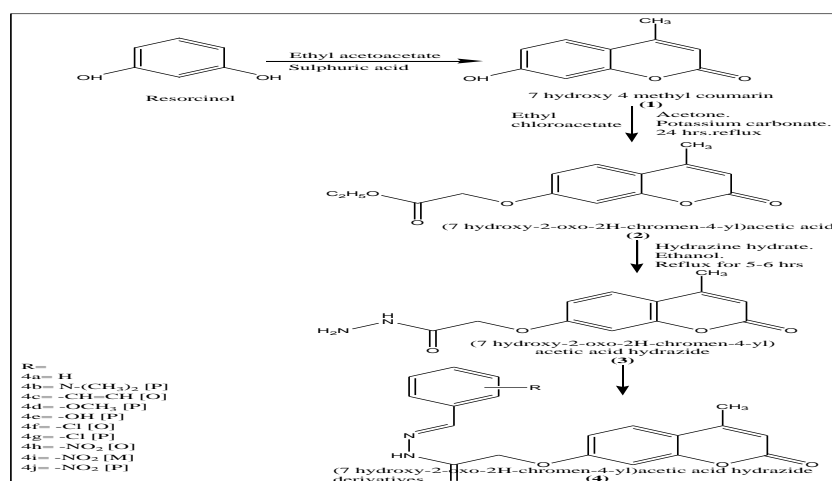 Ethyl acetoacetate
Sulphuric acid
OH
OH
Resorcinol
CH₃
OH
O
O
7 hydroxy 4 methyl coumarin
(1)
Ethyl
chloroacetate
Acetone.
Potassium carbonate.
24 hrs.reflux
CH₃
C₂H₅O
O
O
O
O
(7 hydroxy-2-oxo-2H-chromen-4-yl)acetic acid
(2)
Hydrazine hydrate.
Ethanol.
Reflux for 5-6 hrs
CH₃
H₂N
H
N
O
O
O
O
(7 hydroxy-2-oxo-2H-chromen-4-yl)
acetic acid hydrazide
(3)
R=
4a= H
4b= N-(CH₃)₂ [P]
4c= -CH=CH [O]
4d= -OCH₃ [P]
4e= -OH [P]
4f= -Cl [O]
4g= -Cl [P]
4h= -NO₂ [O]
4i= -NO₂ [M]
4j= -NO₂ [P]
R
N
HN
O
O
CH₃
O
O
(7 hydroxy-2-oxo-2H-chromen-4-yl)acetic acid hydrazide
derivatives
(4)